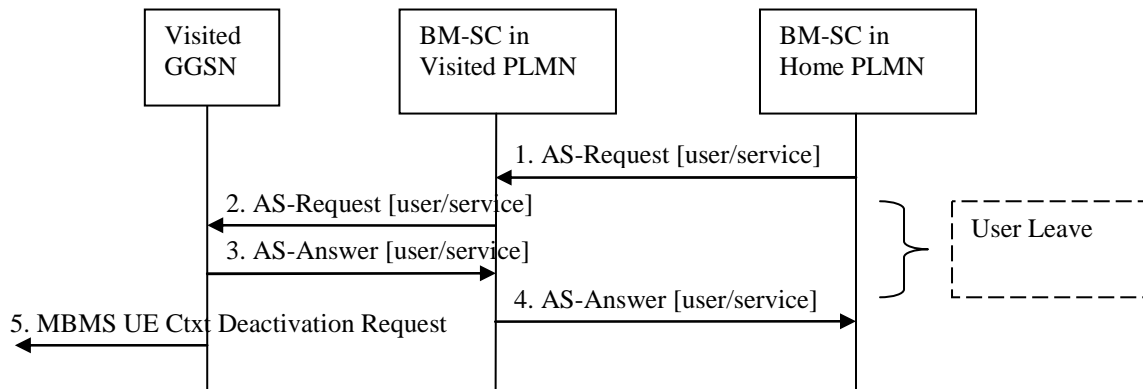 Visited
GGSN
BM-SC in
Visited PLMN
BM-SC in
Home PLMN
1. AS-Request [user/service]
2. AS-Request [user/service]
User Leave
3. AS-Answer [user/service]
4. AS-Answer [user/service]
5. MBMS UE Ctxt Deactivation Request